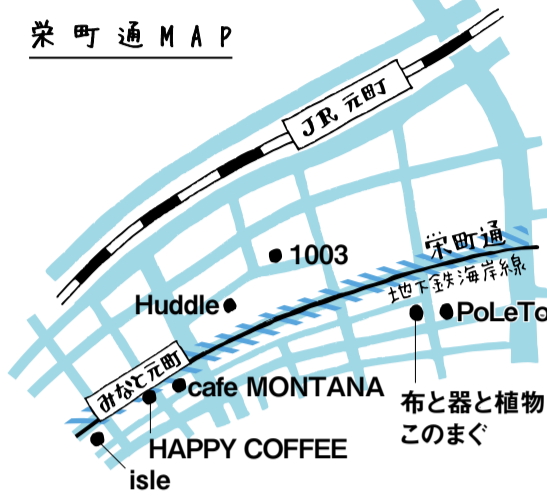 栄町通MAP
JR 元町
1003
栄町通
地下鉄海岸線
Huddle
PoLeTo
みなと元町
cafe MONTANA
布と器と植物
このまぐ
HAPPY COFFEE
isle